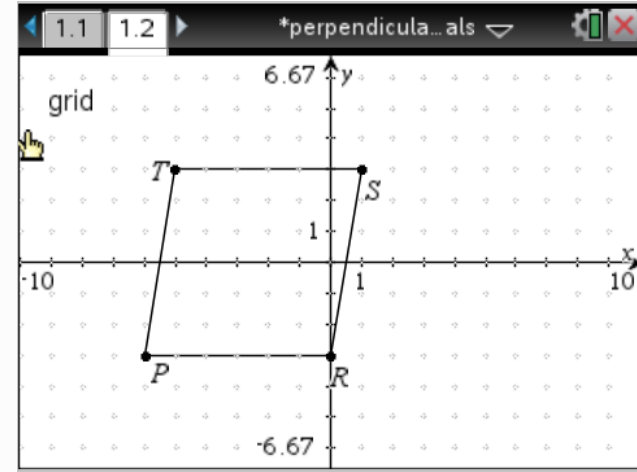 1.1 1.2 *perpendicula…als
6.67 y
grid
T
S
1
x
-10 1 10
P R
-6.67